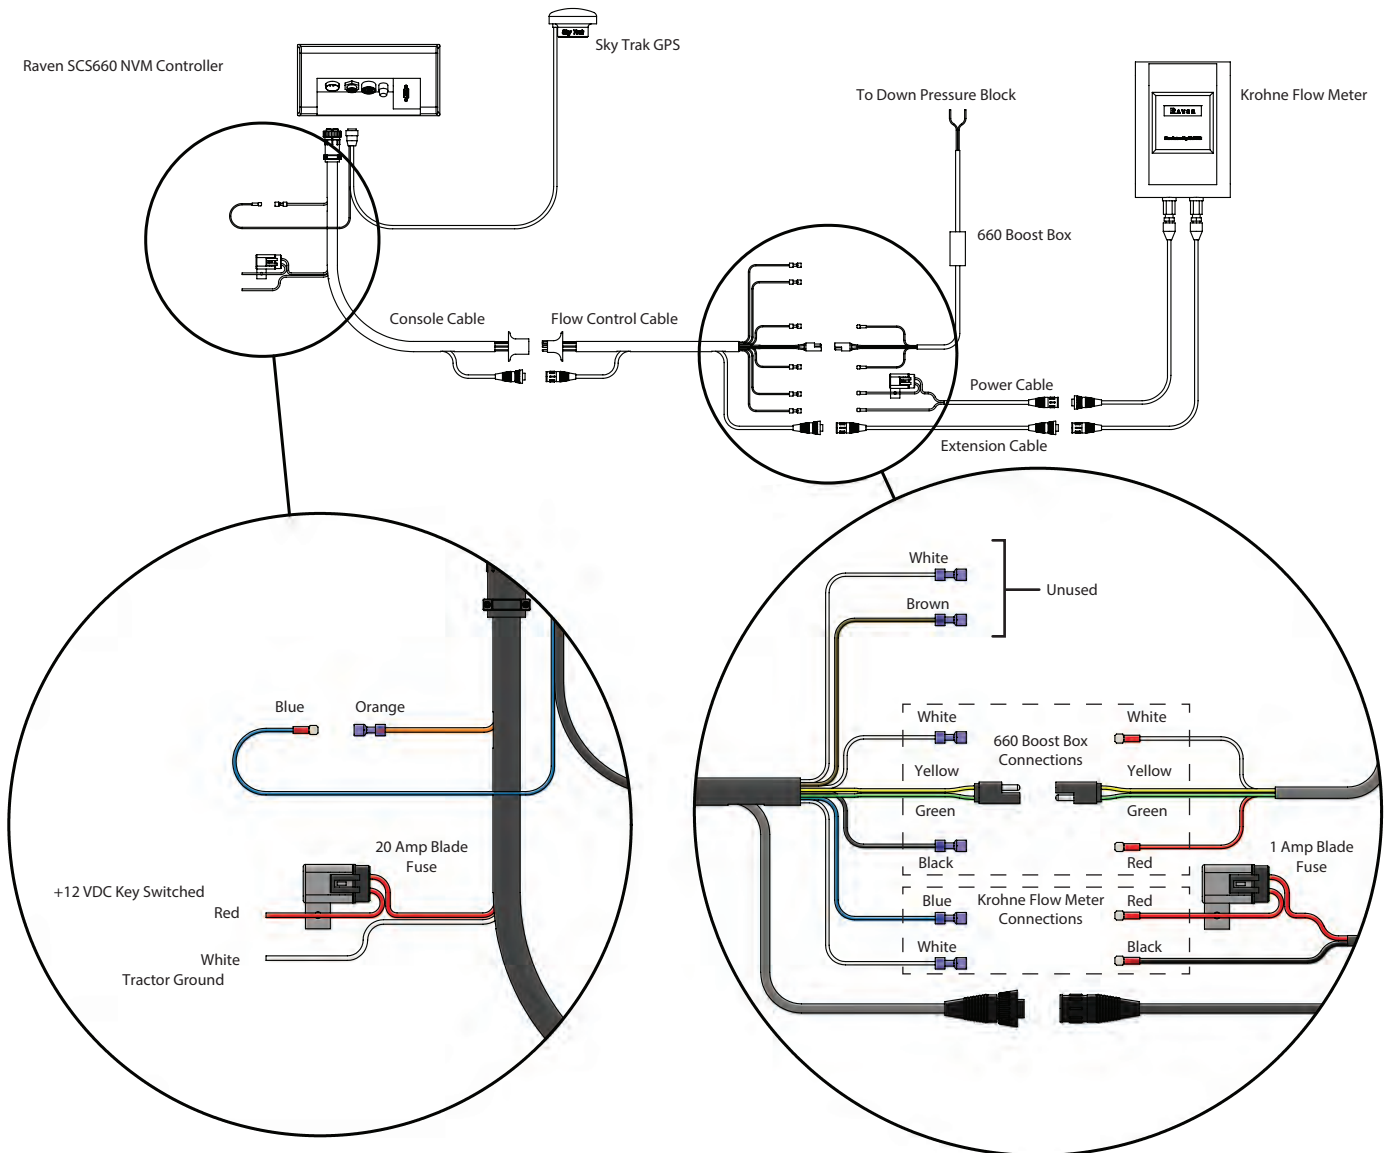 Sky Trak
Sky Trak GPS
Raven SCS660 NVM Controller
To Down Pressure Block
Krohne Flow Meter
RAVEN
660 Boost Box
Console Cable
Flow Control Cable
Power Cable
Extension Cable
White
Unused
Brown
Blue
Orange
White
White
660 Boost Box
Connections
Yellow
Yellow
Green
Green
20 Amp Blade
Fuse
Black
Red
1 Amp Blade
Fuse
+12 VDC Key Switched
Red
Blue
Krohne Flow Meter
Connections
Red
White
Tractor Ground
White
Black